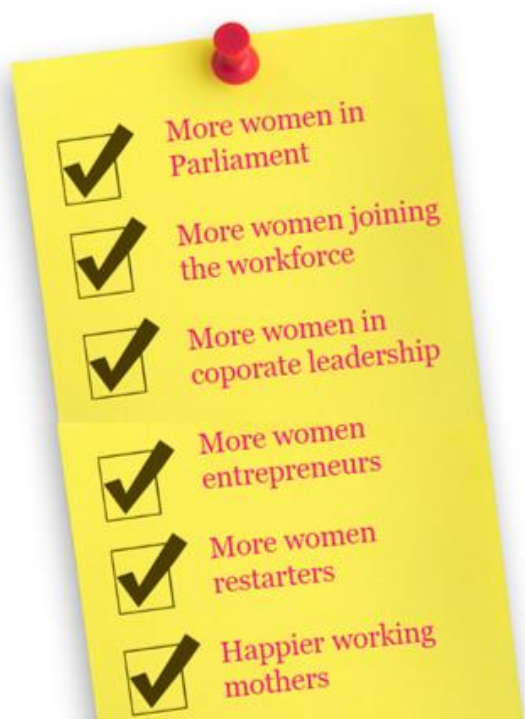 More women in
Parliament
More women joining
the workforce
More women in
coporate leadership
More women
entrepreneurs
More women
restarters
Happier working
mothers